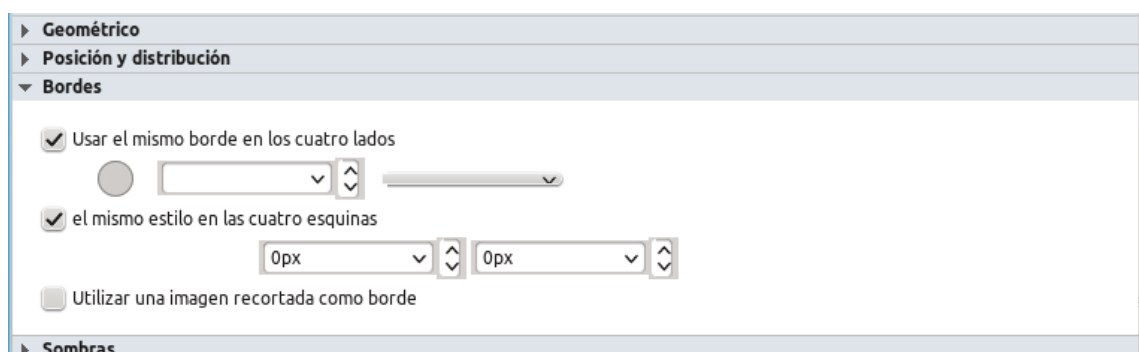 Geométrico
Posición y distribución
Bordes
Usar el mismo borde en los cuatro lados
el mismo estilo en las cuatro esquinas
0px 0px
Utilizar una imagen recortada como borde
Sombras